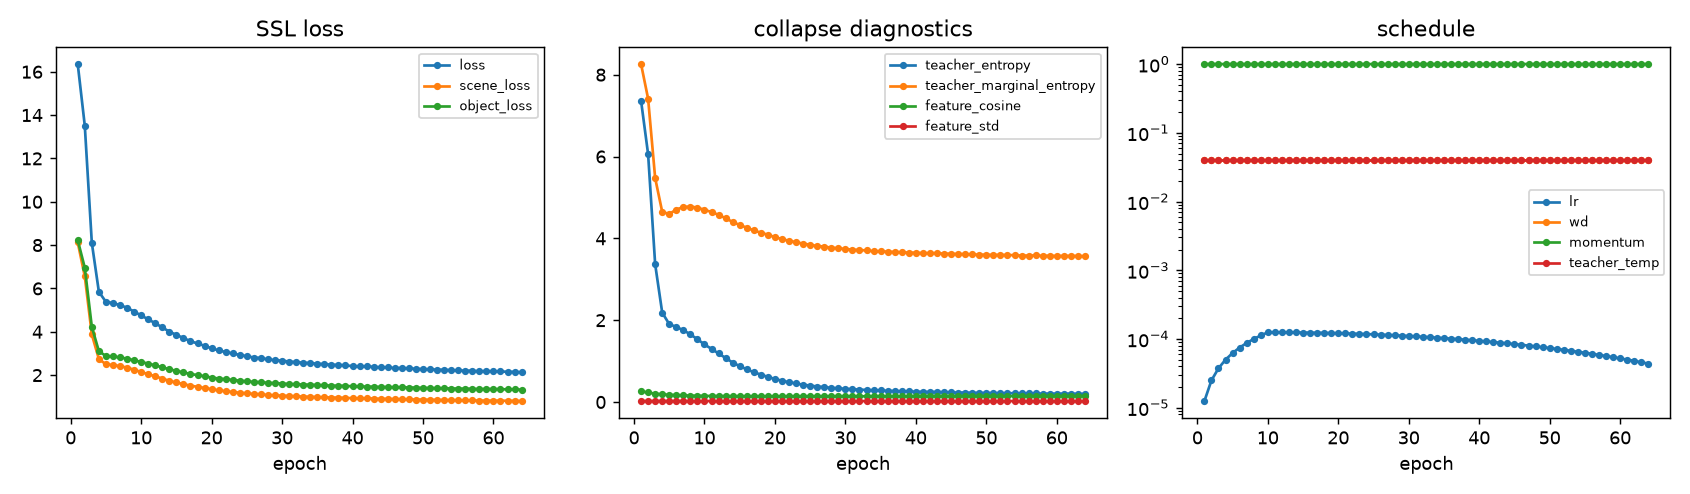 SSL loss
loss
scene_loss
object_loss
16
14
12
10
8
6
4
2
0
10
20
30
40
50
60
epoch
collapse diagnostics
teacher_entropy
teacher_marginal_entropy
feature_cosine
feature_std
8
6
4
2
0
0
10
20
30
40
50
60
epoch
schedule
10⁰
10⁻¹
10⁻²
10⁻³
10⁻⁴
10⁻⁵
lr
wd
momentum
teacher_temp
0
10
20
30
40
50
60
epoch